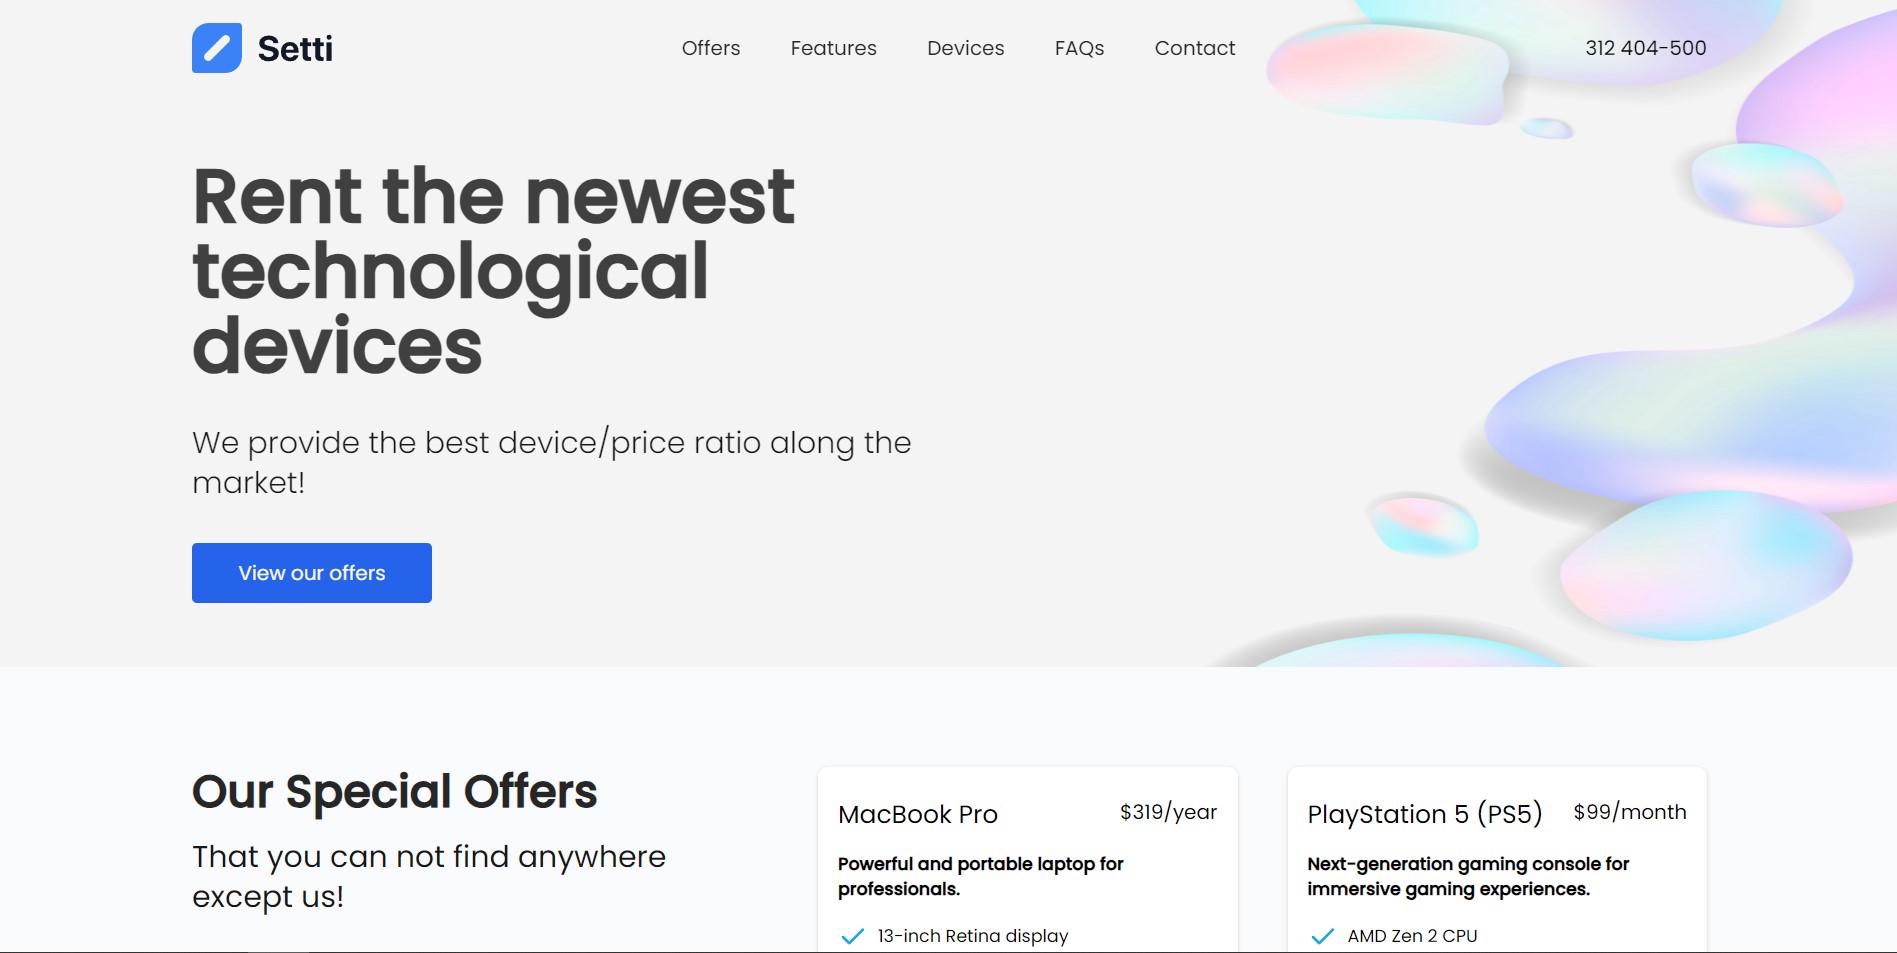 Setti
Offers
Features
Devices
FAQs
Contact
312 404-500
Rent the newest
technological
devices
We provide the best device/price ratio along the
market!
View our offers
Our Special Offers
That you can not find anywhere
except us!
MacBook Pro
$319/year
Powerful and portable laptop for
professionals.
13-inch Retina display
PlayStation 5 (PS5)
$99/month
Next-generation gaming console for
immersive gaming experiences.
AMD Zen 2 CPU